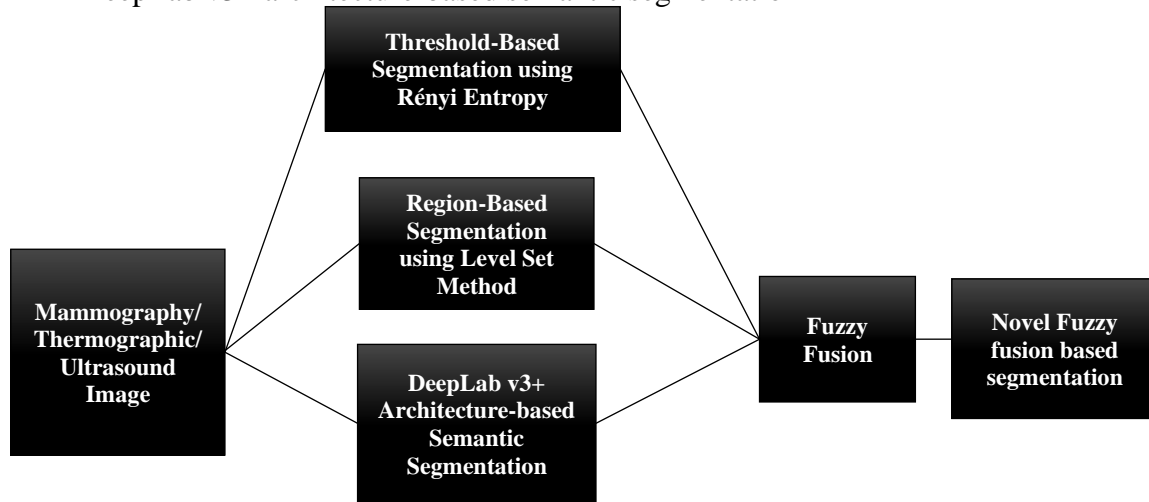 Threshold-Based
Segmentation using
Rényi Entropy
Region-Based
Segmentation
using Level Set
Method
Mammography/
Thermographic/
Ultrasound
Image
DeepLab v3+
Architecture-based
Semantic
Segmentation
Fuzzy
Fusion
Novel Fuzzy
fusion based
segmentation